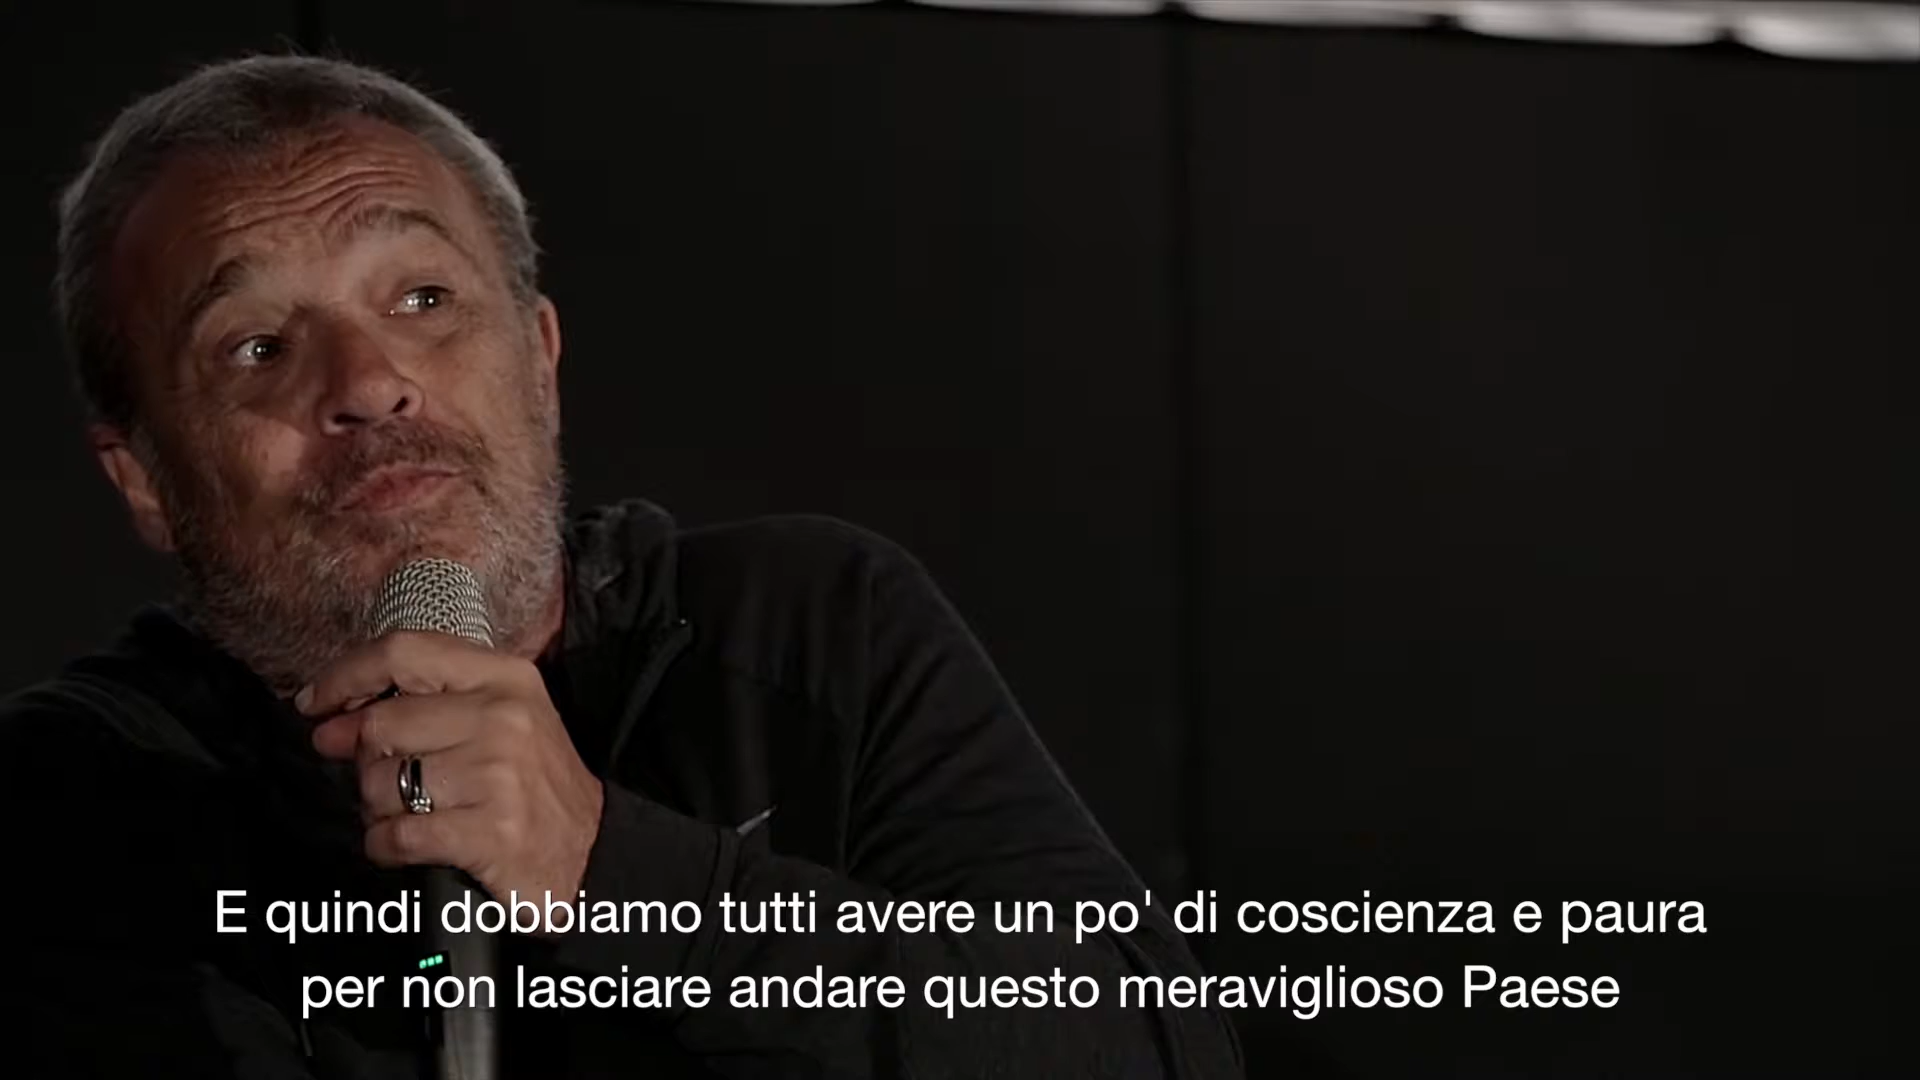 E quindi dobbiamo tutti avere un po' di coscienza e paura
per non lasciare andare questo meraviglioso Paese